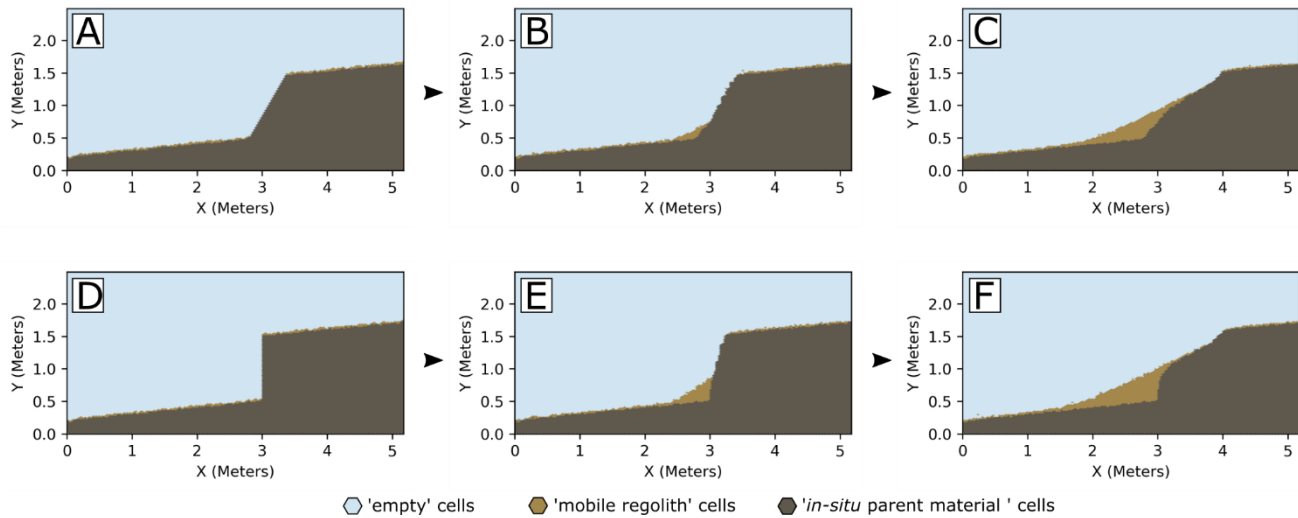 A
B
C
Y (Meters)
2.0
1.5
1.0
0.5
0.0
0 1 2 3 4 5
X (Meters)
Y (Meters)
2.0
1.5
1.0
0.5
0.0
0 1 2 3 4 5
X (Meters)
Y (Meters)
2.0
1.5
1.0
0.5
0.0
0 1 2 3 4 5
X (Meters)
D
E
F
Y (Meters)
2.0
1.5
1.0
0.5
0.0
0 1 2 3 4 5
X (Meters)
Y (Meters)
2.0
1.5
1.0
0.5
0.0
0 1 2 3 4 5
X (Meters)
Y (Meters)
2.0
1.5
1.0
0.5
0.0
0 1 2 3 4 5
X (Meters)
'empty' cells 'mobile regolith' cells 'in-situ parent material ' cells